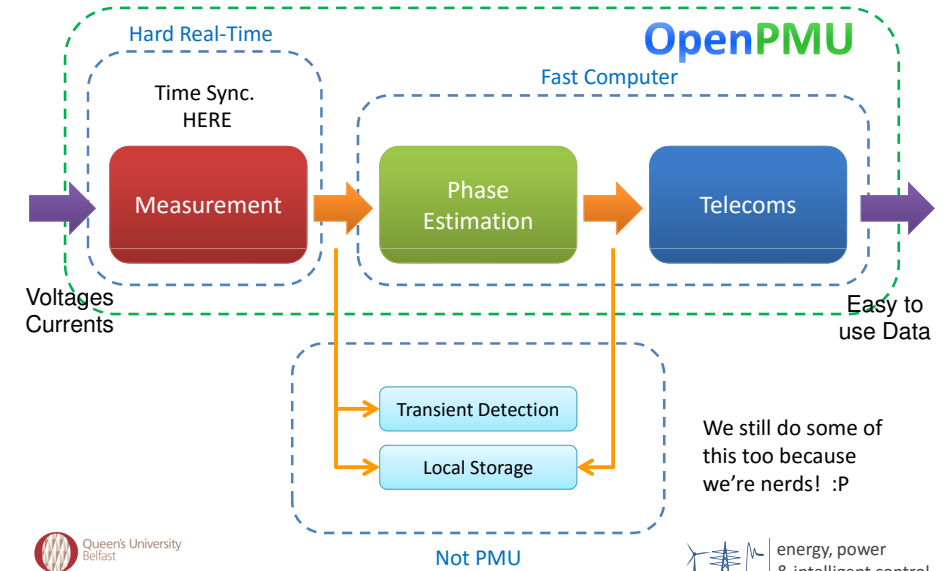 Hard Real-Time
OpenPMU
Fast Computer
Time Sync.
HERE
Measurement
Phase
Estimation
Telecoms
Voltages
Currents
Easy to
use Data
Transient Detection
Local Storage
We still do some of
this too because
we're nerds!  :P
Not PMU
Queen's University
Belfast
energy, power
& intelligent control